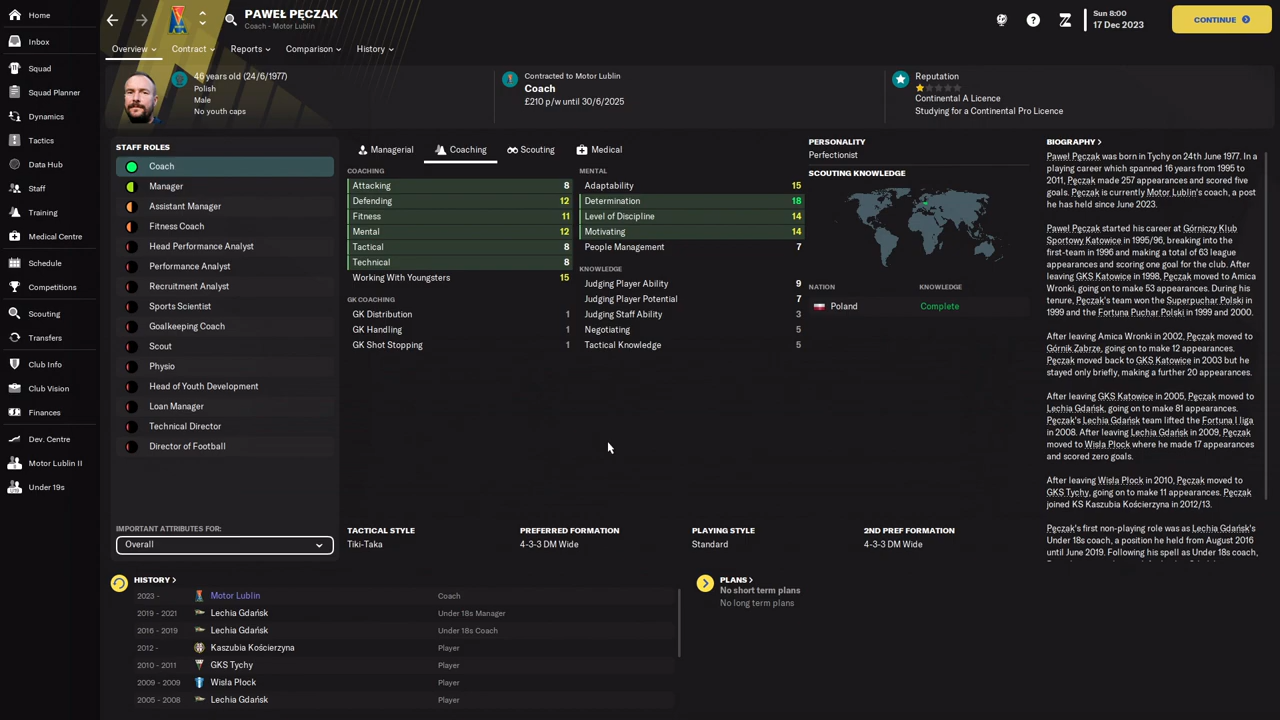 Home
Inbox
Squad
Squad Planner
Dynamics
Tactics
Data Hub
Staff
Training
Medical Centre
Schedule
Competitions
Scouting
Transfers
Club Info
Club Vision
Finances
Dev. Centre
Motor Lublin II
Under 19s
PAWEŁ PĘCZAK
Coach - Motor Lublin
Sun 8:00
17 Dec 2023
CONTINUE
Overview
Contract
Reports
Comparison
History
46 years old (24/6/1977)
Polish
Male
No youth caps
Contracted to Motor Lublin
Coach
£210 p/w until 30/6/2025
Reputation
Continental A Licence
Studying for a Continental Pro Licence
STAFF ROLES
Coach
Manager
Assistant Manager
Fitness Coach
Head Performance Analyst
Performance Analyst
Recruitment Analyst
Sports Scientist
Goalkeeping Coach
Scout
Physio
Head of Youth Development
Loan Manager
Technical Director
Director of Football
IMPORTANT ATTRIBUTES FOR:
Overall
Managerial
Coaching
Scouting
Medical
COACHING
Attacking 8
Defending 12
Fitness 11
Mental 12
Tactical 8
Technical 8
Working With Youngsters 15
GK COACHING
GK Distribution 1
GK Handling 1
GK Shot Stopping 1
MENTAL
Adaptability 15
Determination 18
Level of Discipline 14
Motivating 14
People Management 7
KNOWLEDGE
Judging Player Ability 9
Judging Player Potential 7
Judging Staff Ability 3
Negotiating 5
Tactical Knowledge 5
PERSONALITY
Perfectionist
SCOUTING KNOWLEDGE
NATION KNOWLEDGE
Poland Complete
TACTICAL STYLE
Tiki-Taka
PREFERRED FORMATION
4-3-3 DM Wide
PLAYING STYLE
Standard
2ND PREF FORMATION
4-3-3 DM Wide
BIOGRAPHY
Paweł Pęczak was born in Tychy on 24th June 1977. In a
playing career which spanned 16 years from 1995 to
2011, Pęczak made 257 appearances and scored five
goals. Pęczak is currently Motor Lublin's coach, a post
he has held since June 2023.
Paweł Pęczak started his career at Górniczy Klub
Sportowy Katowice in 1995/96, breaking into the
first-team in 1996 and making a total of 63 league
appearances and scoring one goal for the club. After
leaving GKS Katowice in 1998, Pęczak moved to Amica
Wronki, going on to make 53 appearances. During his
tenure, Pęczak's team won the Superpuchar Polski in
1999 and the Fortuna Puchar Polski in 1999 and 2000.
After leaving Amica Wronki in 2002, Pęczak moved to
Górnik Zabrze, going on to make 12 appearances.
Pęczak moved back to GKS Katowice in 2003 but he
stayed only briefly, making a further 20 appearances.
After leaving GKS Katowice in 2005, Pęczak moved to
Lechia Gdańsk, going on to make 81 appearances.
Pęczak's Lechia Gdańsk team lifted the Fortuna I liga
in 2008. After leaving Lechia Gdańsk in 2009, Pęczak
moved to Wisła Płock where he made 17 appearances
and scored zero goals.
After leaving Wisła Płock in 2010, Pęczak moved to
GKS Tychy, going on to make 11 appearances. Pęczak
joined KS Kaszubia Kościerzyna in 2012/13.
Pęczak's first non-playing role was as Lechia Gdańsk's
Under 18s coach, a position he held from August 2016
until June 2019. Following his spell as Under 18s coach,
HISTORY
2023 - Motor Lublin Coach
2019 - 2021 Lechia Gdańsk Under 18s Manager
2016 - 2019 Lechia Gdańsk Under 18s Coach
2012 - Kaszubia Kościerzyna Player
2010 - 2011 GKS Tychy Player
2009 - 2009 Wisła Płock Player
2005 - 2008 Lechia Gdańsk Player
PLANS
No short term plans
No long term plans